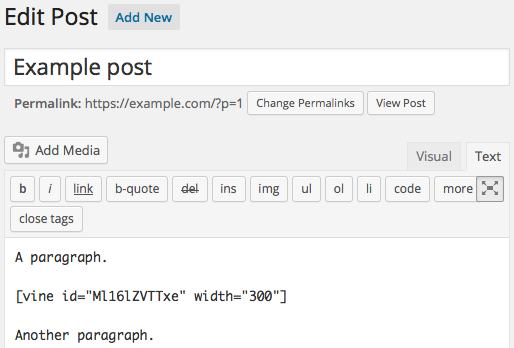 Edit Post Add New
Example post
Permalink: https://example.com/?p=1 Change Permalinks View Post
Add Media
Visual Text
b i link b-quote del ins img ul ol li code more
close tags
A paragraph.
[vine id="Ml16lZVTTxe" width="300"]
Another paragraph.